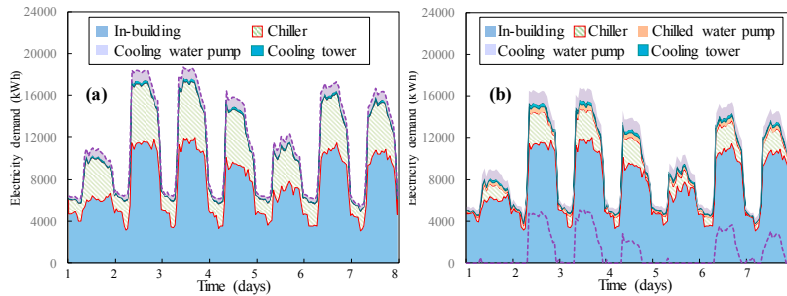 In-building Chiller
Cooling water pump Cooling tower
(a)
Electricity demand (kWh)
24000
20000
16000
12000
8000
4000
0
1 2 3 4 5 6 7 8
Time (days)
In-building Chiller Chilled water pump
Cooling water pump Cooling tower
(b)
Electricity demand (kWh)
24000
20000
16000
12000
8000
4000
0
1 2 3 4 5 6 7
Time (days)